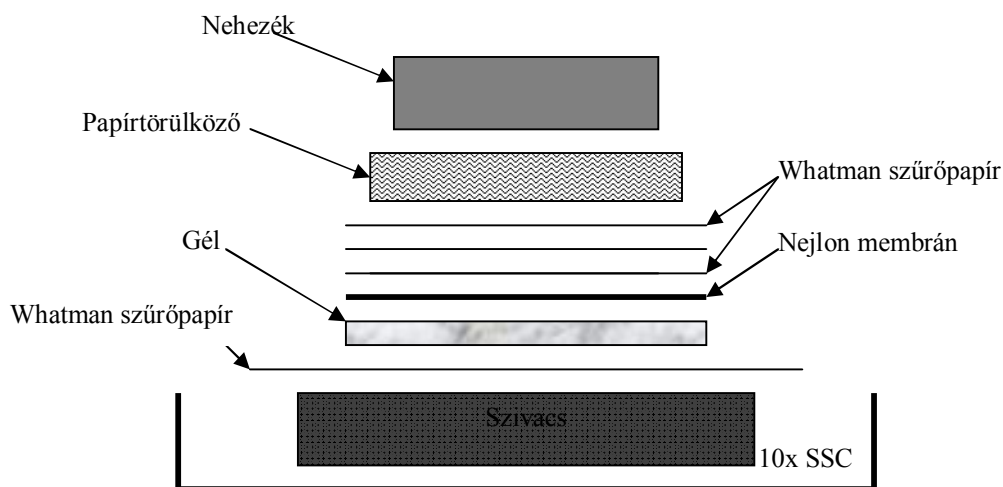 Nehezék
Papírtörülköző
Whatman szűrőpapír
Gél
Nejlon membrán
Whatman szűrőpapír
Szivacs
10x SSC